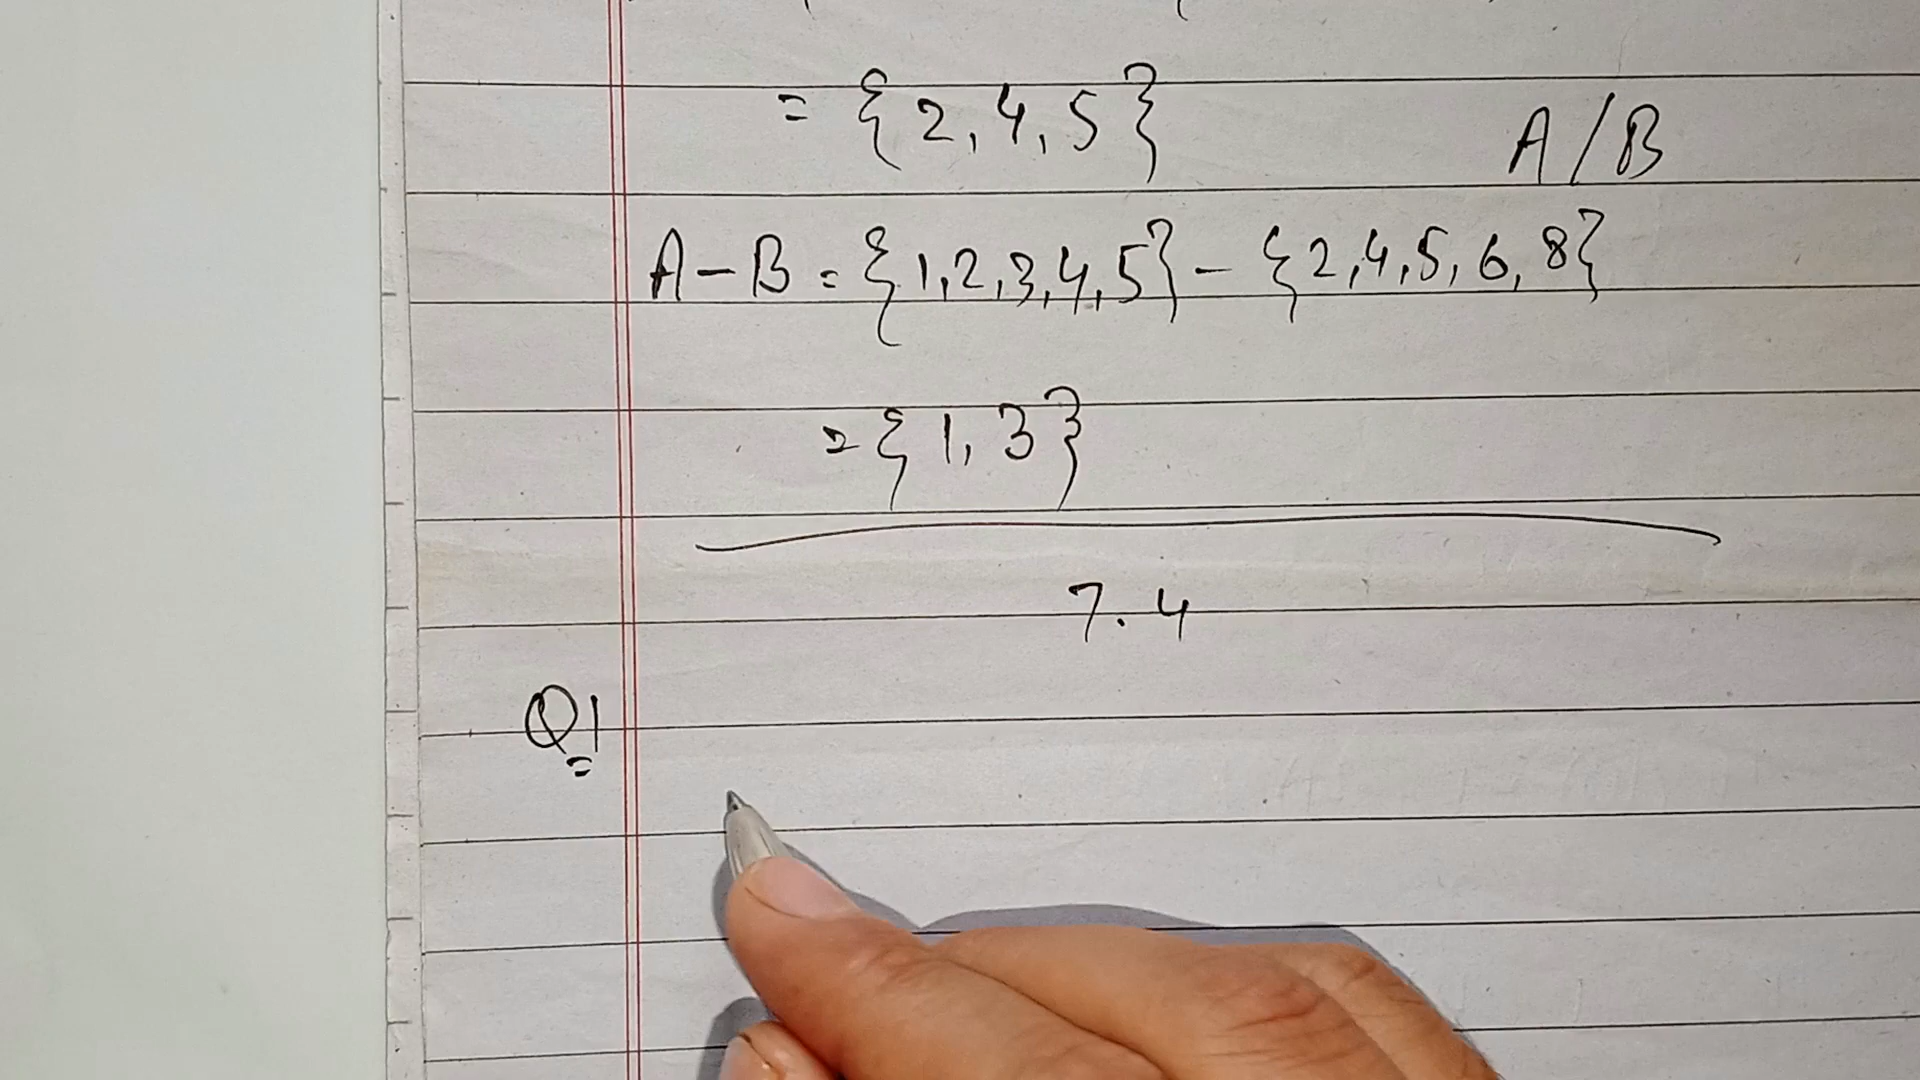 = {2, 4, 5}
A/B
A - B = {1,2,3,4,5} - {2,4,5,6,8}
= {1, 3}
7.4
Q1